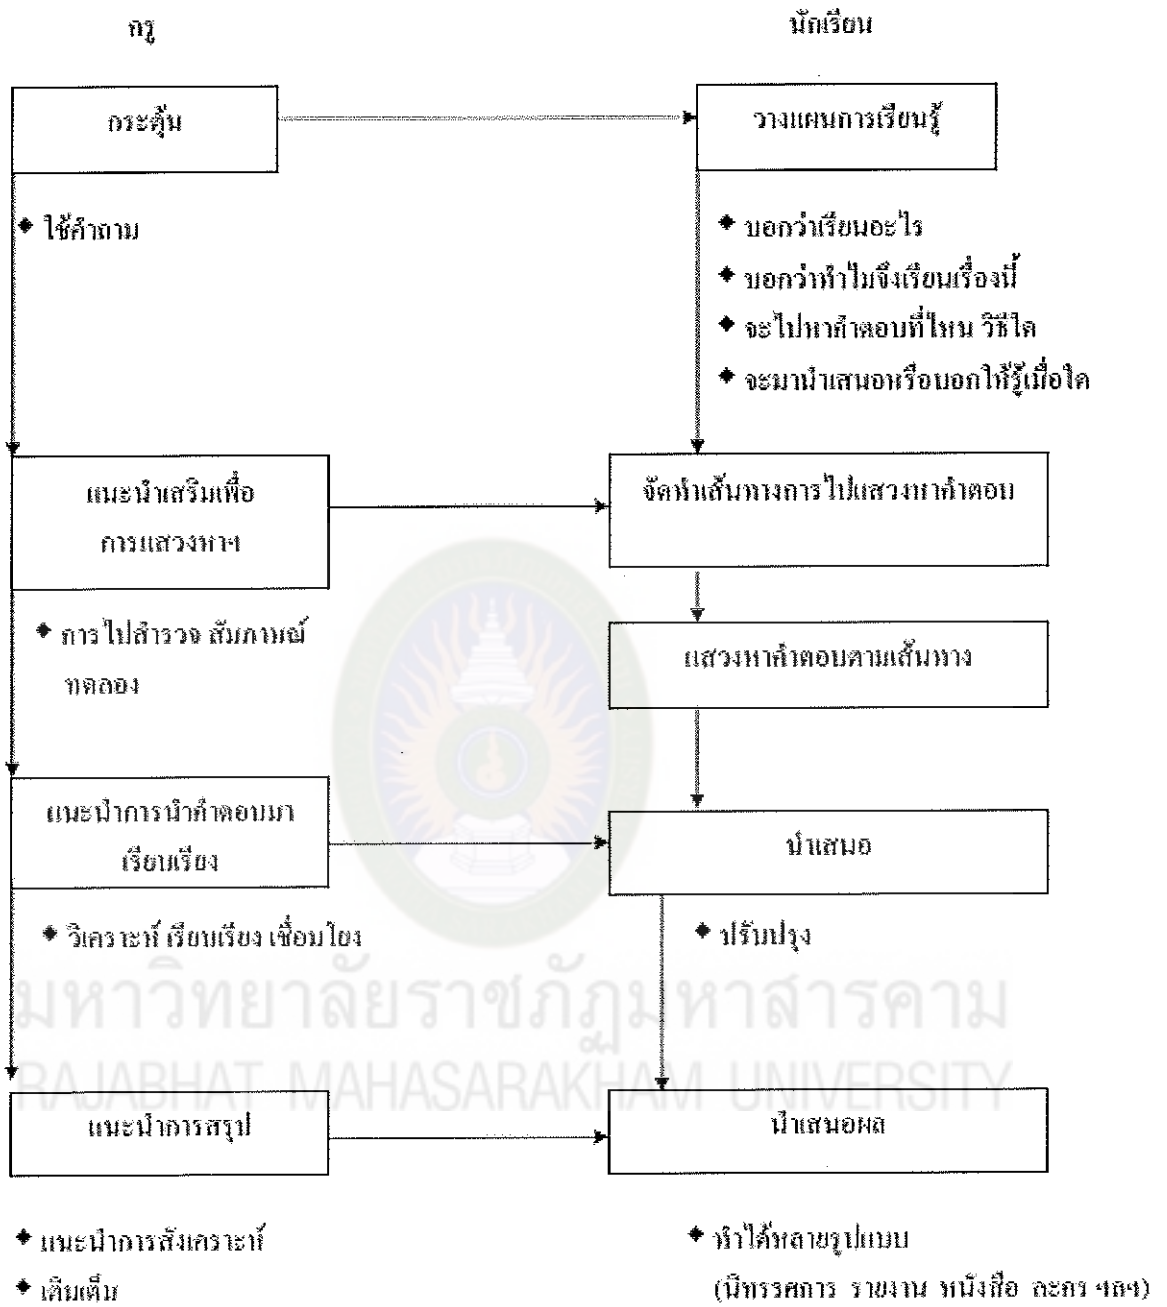 ครู
นักเรียน
กระตุ้น
วางแผนการเรียนรู้
◆ ใช้คำถาม
◆ บอกว่าเรียนอะไร
◆ บอกว่าทำไมจึงเรียนเรื่องนี้
◆ จะไปหาคำตอบที่ไหน วิธีใด
◆ จะมานำเสนอหรือบอกให้รู้เมื่อใด
แนะนำเสริมเพื่อ
การแสวงหาฯ
จัดทำเส้นทางการไปแสวงหาคำตอบ
◆ การไปสำรวจ สัมภาษณ์
ทดลอง
แสวงหาคำตอบตามเส้นทาง
แนะนำการนำคำตอบมา
เรียบเรียง
นำเสนอ
◆ วิเคราะห์ เรียบเรียง เชื่อมโยง
◆ ปรับปรุง
มหาวิทยาลัยราชภัฏมหาสารคาม
RAJABHAT MAHASARAKHAM UNIVERSITY
แนะนำการสรุป
นำเสนอผล
◆ แนะนำการสังเคราะห์
◆ เติมเต็ม
◆ ทำได้หลายรูปแบบ
(นิทรรศการ รายงาน หนังสือ ละคร ฯลฯ)